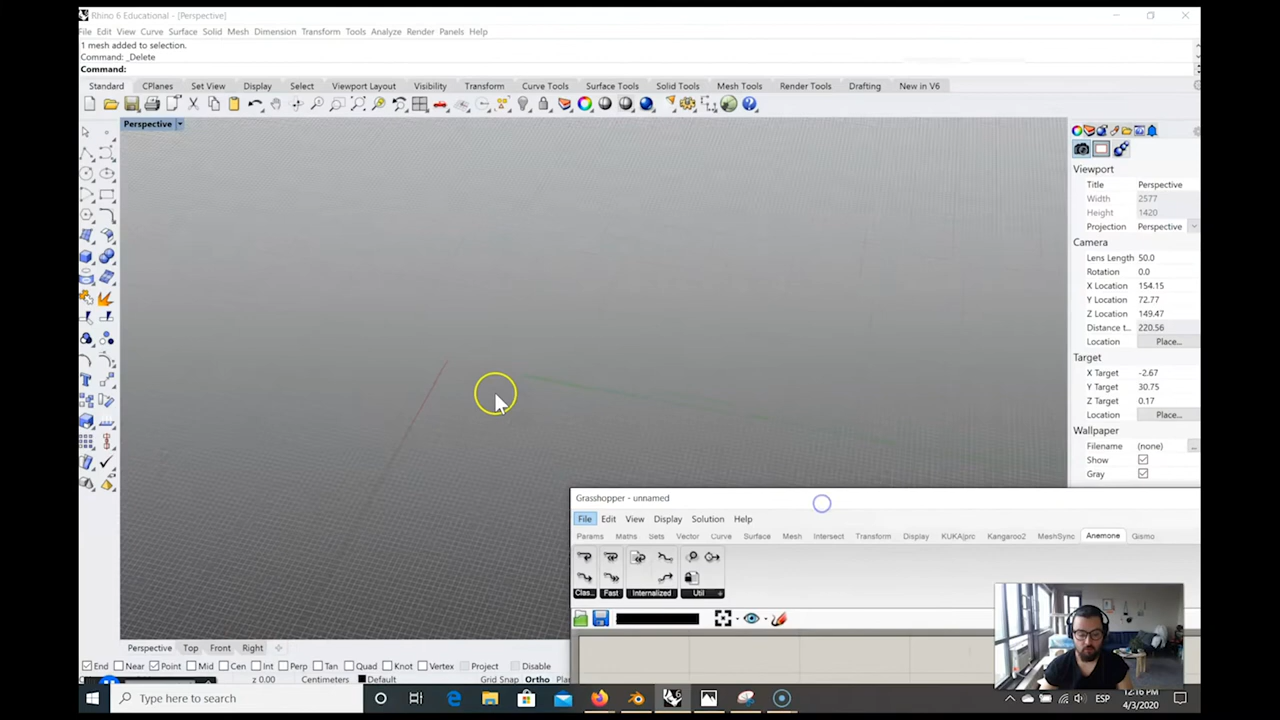 Rhino 6 Educational - [Perspective]
File Edit View Curve Surface Solid Mesh Dimension Transform Tools Analyze Render Panels Help
1 mesh added to selection.
Command: _Delete
Command:
Standard CPlanes Set View Display Select Viewport Layout Visibility Transform Curve Tools Surface Tools Solid Tools Mesh Tools Render Tools Drafting New in V6
Perspective
Viewport
Title Perspective
Width 2577
Height 1420
Projection Perspective
Camera
Lens Length 50.0
Rotation 0.0
X Location 154.15
Y Location 72.77
Z Location 149.47
Distance t... 220.56
Location Place...
Target
X Target -2.67
Y Target 30.75
Z Target 0.17
Location Place...
Wallpaper
Filename (none) ...
Show
Gray
Grasshopper - unnamed
File Edit View Display Solution Help
Params Maths Sets Vector Curve Surface Mesh Intersect Transform Display KUKA|prc Kangaroo2 MeshSync Anemone Gismo
Clas... Fast Internalized Util
Perspective Top Front Right
End Near Point Mid Cen Int Perp Tan Quad Knot Vertex Project Disable
z 0.00 Centimeters Default Grid Snap Ortho
Type here to search
ESP
12:16 PM
4/3/2020